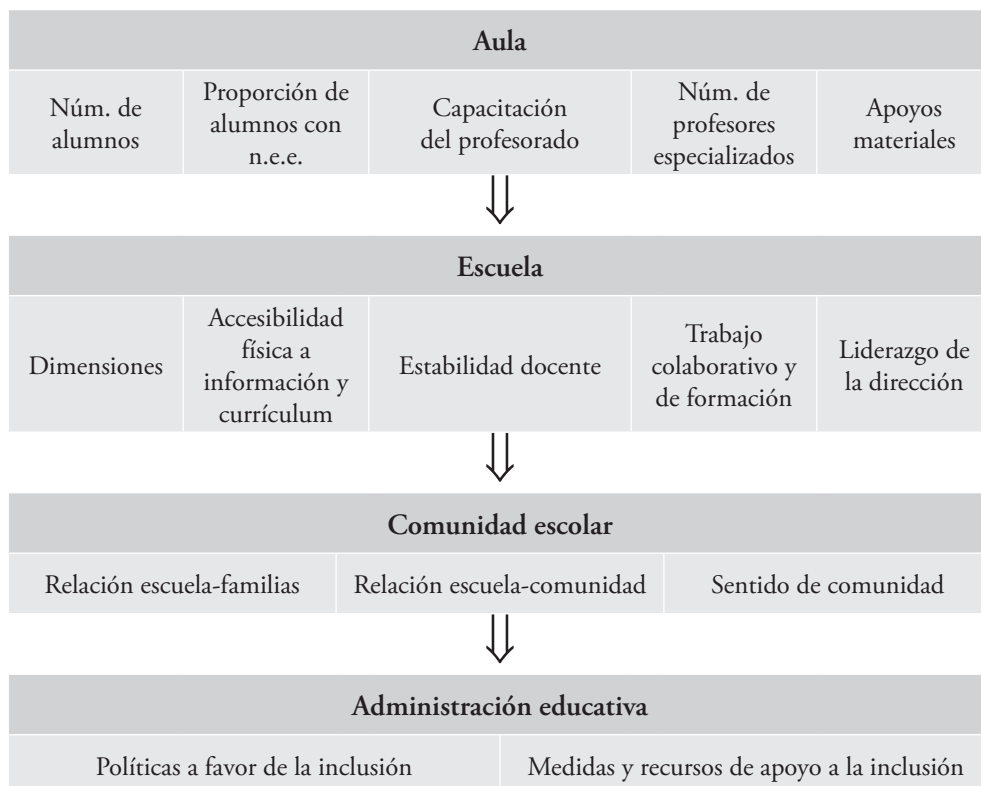 Aula
Núm. de
alumnos
Proporción de
alumnos con
n.e.e.
Capacitación
del profesorado
Núm. de
profesores
especializados
Apoyos
materiales
Escuela
Dimensiones
Accesibilidad
física a
información y
currículum
Estabilidad docente
Trabajo
colaborativo y
de formación
Liderazgo de
la dirección
Comunidad escolar
Relación escuela-familias
Relación escuela-comunidad
Sentido de comunidad
Administración educativa
Políticas a favor de la inclusión
Medidas y recursos de apoyo a la inclusión